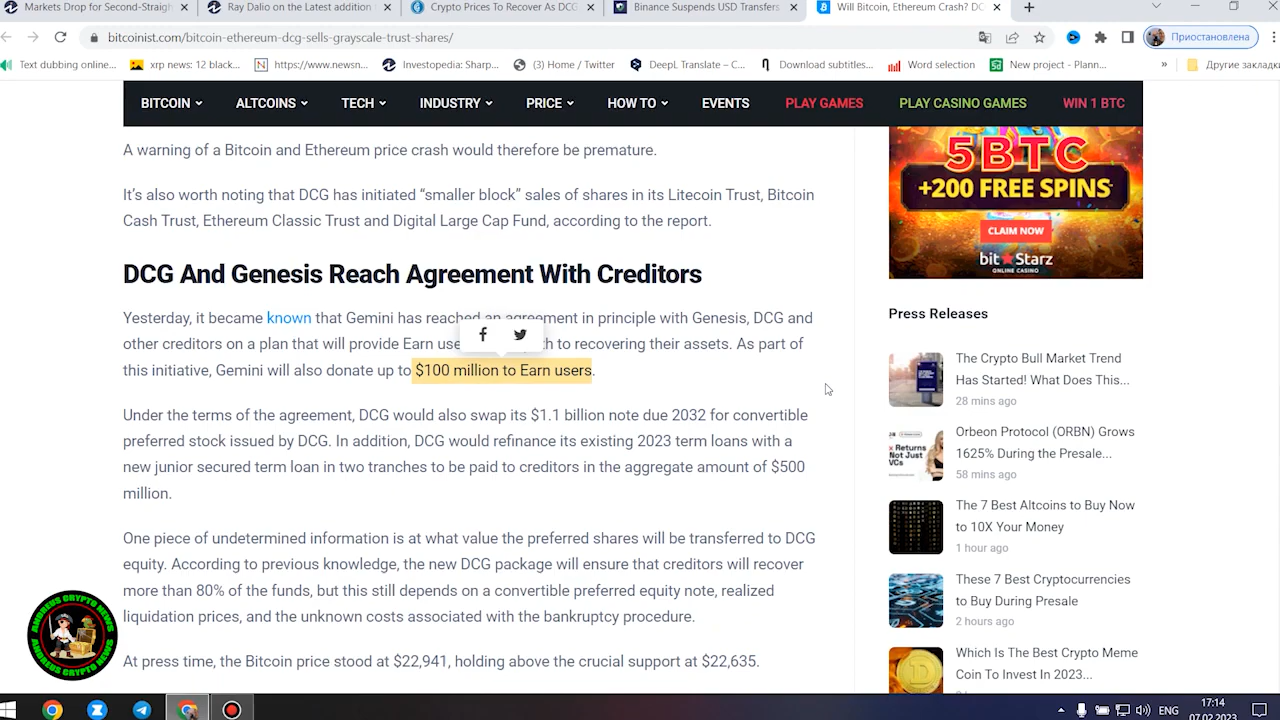 Markets Drop for Second-Straigh
Ray Dalio on the Latest addition
Crypto Prices To Recover As DCG
Binance Suspends USD Transfers
Will Bitcoin, Ethereum Crash? DC
bitcoinist.com/bitcoin-ethereum-dcg-sells-grayscale-trust-shares/
Приостановлена
Text dubbing online...
xrp news: 12 black...
https://www.newsn...
Investopedia: Sharp...
(3) Home / Twitter
DeepL Translate – C...
Download subtitles...
Word selection
New project - Plann...
»
Другие закладки
BITCOIN
ALTCOINS
TECH
INDUSTRY
PRICE
HOW TO
EVENTS
PLAY GAMES
PLAY CASINO GAMES
WIN 1 BTC
A warning of a Bitcoin and Ethereum price crash would therefore be premature.
It's also worth noting that DCG has initiated “smaller block” sales of shares in its Litecoin Trust, Bitcoin
Cash Trust, Ethereum Classic Trust and Digital Large Cap Fund, according to the report.
DCG And Genesis Reach Agreement With Creditors
Yesterday, it became known that Gemini has reached an agreement in principle with Genesis, DCG and
other creditors on a plan that will provide Earn use th to recovering their assets. As part of
this initiative, Gemini will also donate up to $100 million to Earn users.
Under the terms of the agreement, DCG would also swap its $1.1 billion note due 2032 for convertible
preferred stock issued by DCG. In addition, DCG would refinance its existing 2023 term loans with a
new junior secured term loan in two tranches to be paid to creditors in the aggregate amount of $500
million.
One piece of indetermined information is at what value the preferred shares will be transferred to DCG
equity. According to previous knowledge, the new DCG package will ensure that creditors will recover
more than 80% of the funds, but this still depends on a convertible preferred equity note, realized
liquidation prices, and the unknown costs associated with the bankruptcy procedure.
At press time, the Bitcoin price stood at $22,941, holding above the crucial support at $22,635.
5BTC
+200 FREE SPINS
CLAIM NOW
bitStarz
ONLINE CASINO
Press Releases
The Crypto Bull Market Trend
Has Started! What Does This...
28 mins ago
Returns
Not Just
VCs
Orbeon Protocol (ORBN) Grows
1625% During the Presale...
58 mins ago
The 7 Best Altcoins to Buy Now
to 10X Your Money
1 hour ago
These 7 Best Cryptocurrencies
to Buy During Presale
2 hours ago
Which Is The Best Crypto Meme
Coin To Invest In 2023...
ANDREUS CRYPTO NEWS
ANDREUS CRYPTO NEWS
ENG
17:14
07.02.2023